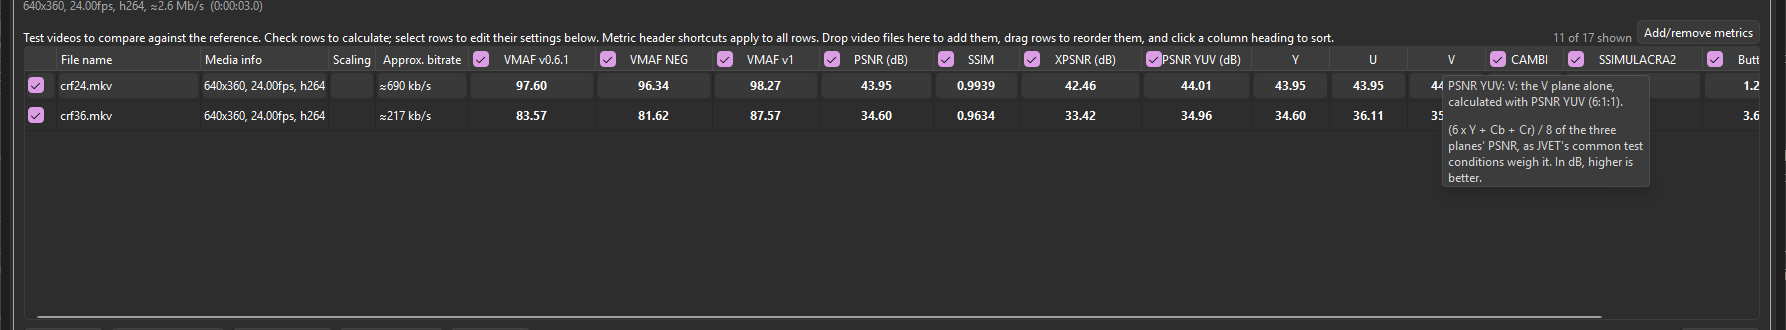 640x360, 24.00fps, h264, ≈2.6 Mb/s (0:00:03.0)
Test videos to compare against the reference. Check rows to calculate; select rows to edit their settings below. Metric header shortcuts apply to all rows. Drop video files here to add them, drag rows to reorder them, and click a column heading to sort.
11 of 17 shown
Add/remove metrics
File name Media info Scaling Approx. bitrate VMAF v0.6.1 VMAF NEG VMAF v1 PSNR (dB) SSIM XPSNR (dB) PSNR YUV (dB) Y U V CAMBI SSIMULACRA2 Butt
crf24.mkv 640x360, 24.00fps, h264 ≈690 kb/s 97.60 96.34 98.27 43.95 0.9939 42.46 44.01 43.95 43.95 44 1.2
crf36.mkv 640x360, 24.00fps, h264 ≈217 kb/s 83.57 81.62 87.57 34.60 0.9634 33.42 34.96 34.60 36.11 35 3.6
PSNR YUV: V: the V plane alone,
calculated with PSNR YUV (6:1:1).
(6 x Y + Cb + Cr) / 8 of the three
planes' PSNR, as JVET's common test
conditions weigh it. In dB, higher is
better.